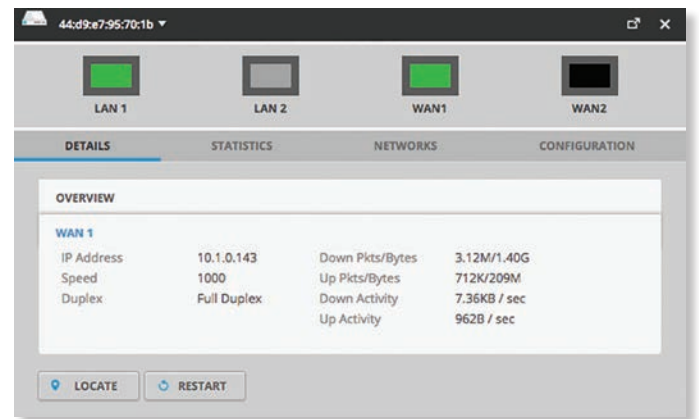 44:d9:e7:95:70:1b
LAN 1 LAN 2 WAN1 WAN2
DETAILS STATISTICS NETWORKS CONFIGURATION
OVERVIEW
WAN 1
IP Address 10.1.0.143 Down Pkts/Bytes 3.12M/1.40G
Speed 1000 Up Pkts/Bytes 712K/209M
Duplex Full Duplex Down Activity 7.36KB / sec
Up Activity 962B / sec
LOCATE RESTART